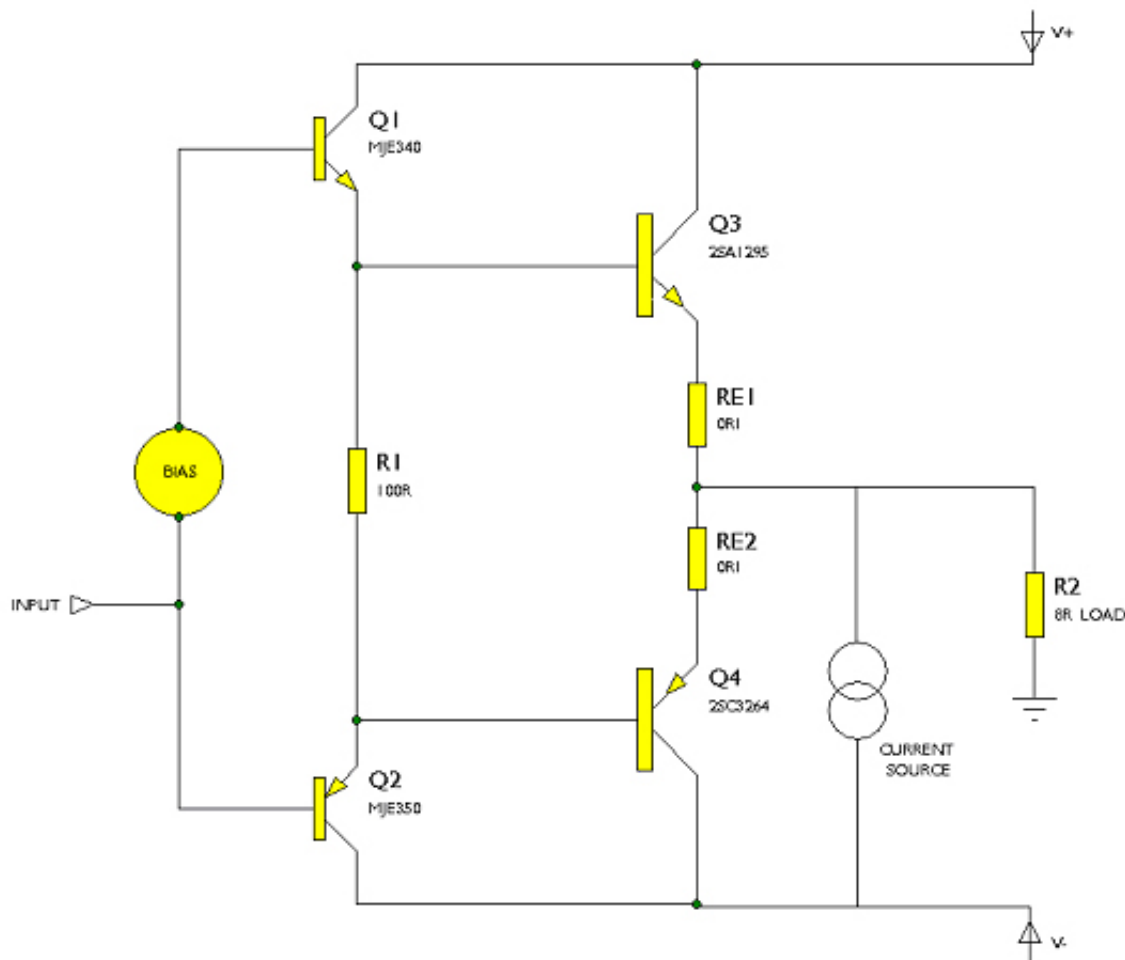 V+
Q1
MJE340
Q3
2SA1295
RE1
0R1
BIAS
R1
100R
RE2
0R1
INPUT
R2
8R LOAD
Q4
2SC3264
CURRENT
SOURCE
Q2
MJE350
V-